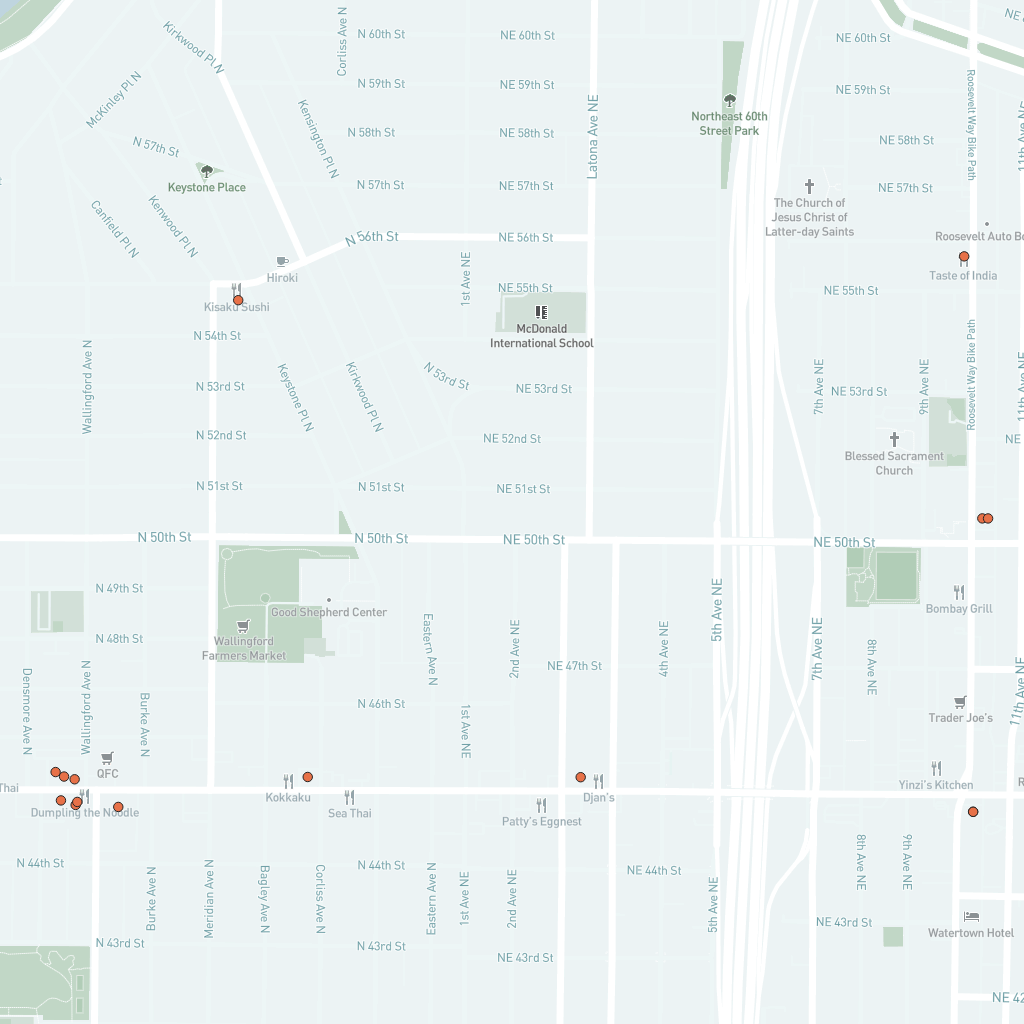 Corliss Ave N
N 60th St
NE 60th St
NE 60th St
NE 6
Kirkwood Pl N
McKinley Pl N
N 59th St
NE 59th St
NE 59th St
Latona Ave NE
Kensington Pl N
Northeast 60th
Street Park
Roosevelt Way Bike Path
11th Ave NE
N 57th St
N 58th St
NE 58th St
NE 58th St
Keystone Place
N 57th St
NE 57th St
NE 57th St
Canfield Pl N
Kenwood Pl N
The Church of
Jesus Christ of
Latter-day Saints
N 56th St
NE 56th St
Roosevelt Auto Bo
Hiroki
1st Ave NE
NE 55th St
NE 55th St
Taste of India
Kisaku Sushi
McDonald
International School
N 54th St
Wallingford Ave N
Keystone Pl N
Kirkwood Pl N
N 53rd St
N 53rd St
NE 53rd St
7th Ave NE
NE 53rd St
9th Ave NE
Roosevelt Way Bike Path
11th Ave NE
N 52nd St
NE 52nd St
NE
Blessed Sacrament
Church
N 51st St
N 51st St
NE 51st St
N 50th St
N 50th St
NE 50th St
NE 50th St
N 49th St
Good Shepherd Center
Bombay Grill
Wallingford
Farmers Market
N 48th St
Eastern Ave N
2nd Ave NE
4th Ave NE
5th Ave NE
7th Ave NE
8th Ave NE
NE 47th St
Densmore Ave N
Wallingford Ave N
Burke Ave N
N 46th St
1st Ave NE
Trader Joe's
11th Ave NE
QFC
Thai
Kokkaku
Sea Thai
Djan's
Patty's Eggnest
Yinzi's Kitchen
R
Dumpling the Noodle
N 44th St
N 44th St
NE 44th St
Burke Ave N
Meridian Ave N
Bagley Ave N
Corliss Ave N
Eastern Ave N
1st Ave NE
2nd Ave NE
5th Ave NE
8th Ave NE
9th Ave NE
N 43rd St
N 43rd St
NE 43rd St
NE 43rd St
Watertown Hotel
NE 42